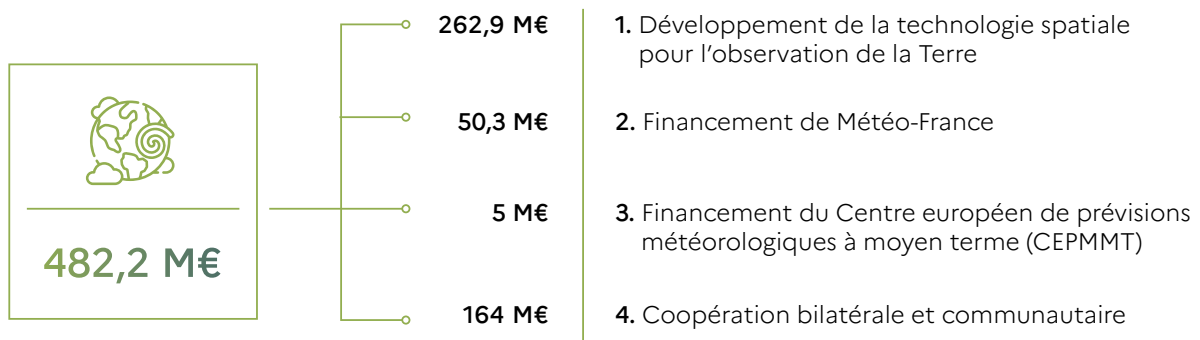 482,2 M€
262,9 M€
1. Développement de la technologie spatiale
pour l’observation de la Terre
50,3 M€
2. Financement de Météo-France
5 M€
3. Financement du Centre européen de prévisions
météorologiques à moyen terme (CEPMMT)
164 M€
4. Coopération bilatérale et communautaire